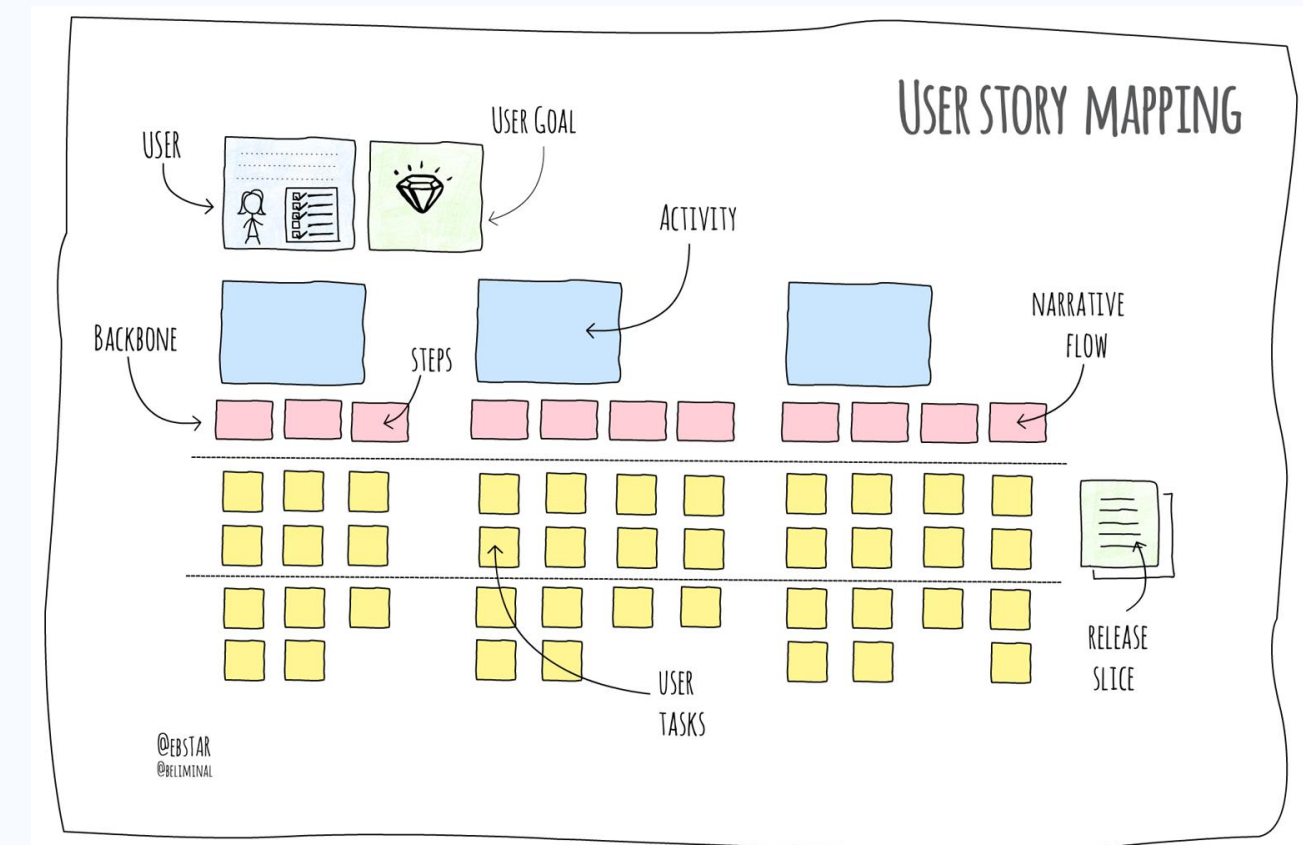 USER STORY MAPPING
USER GOAL
USER
ACTIVITY
NARRATIVE
FLOW
BACKBONE
STEPS
RELEASE
SLICE
USER
TASKS
@EBSTAR
@BELIMINAL